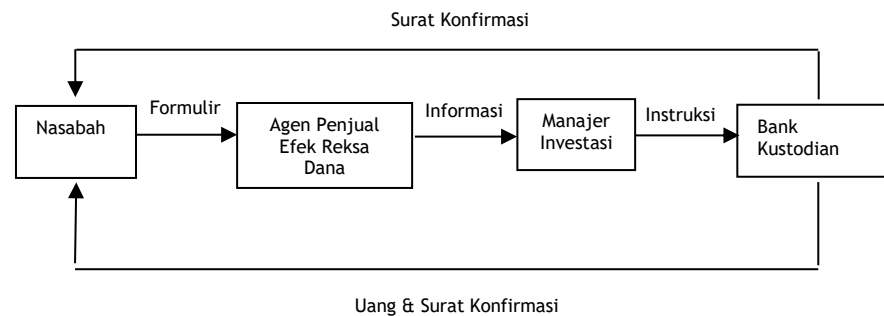 Surat Konfirmasi
Nasabah
Formulir
Agen Penjual
Efek Reksa
Dana
Informasi
Manajer
Investasi
Instruksi
Bank
Kustodian
Uang & Surat Konfirmasi